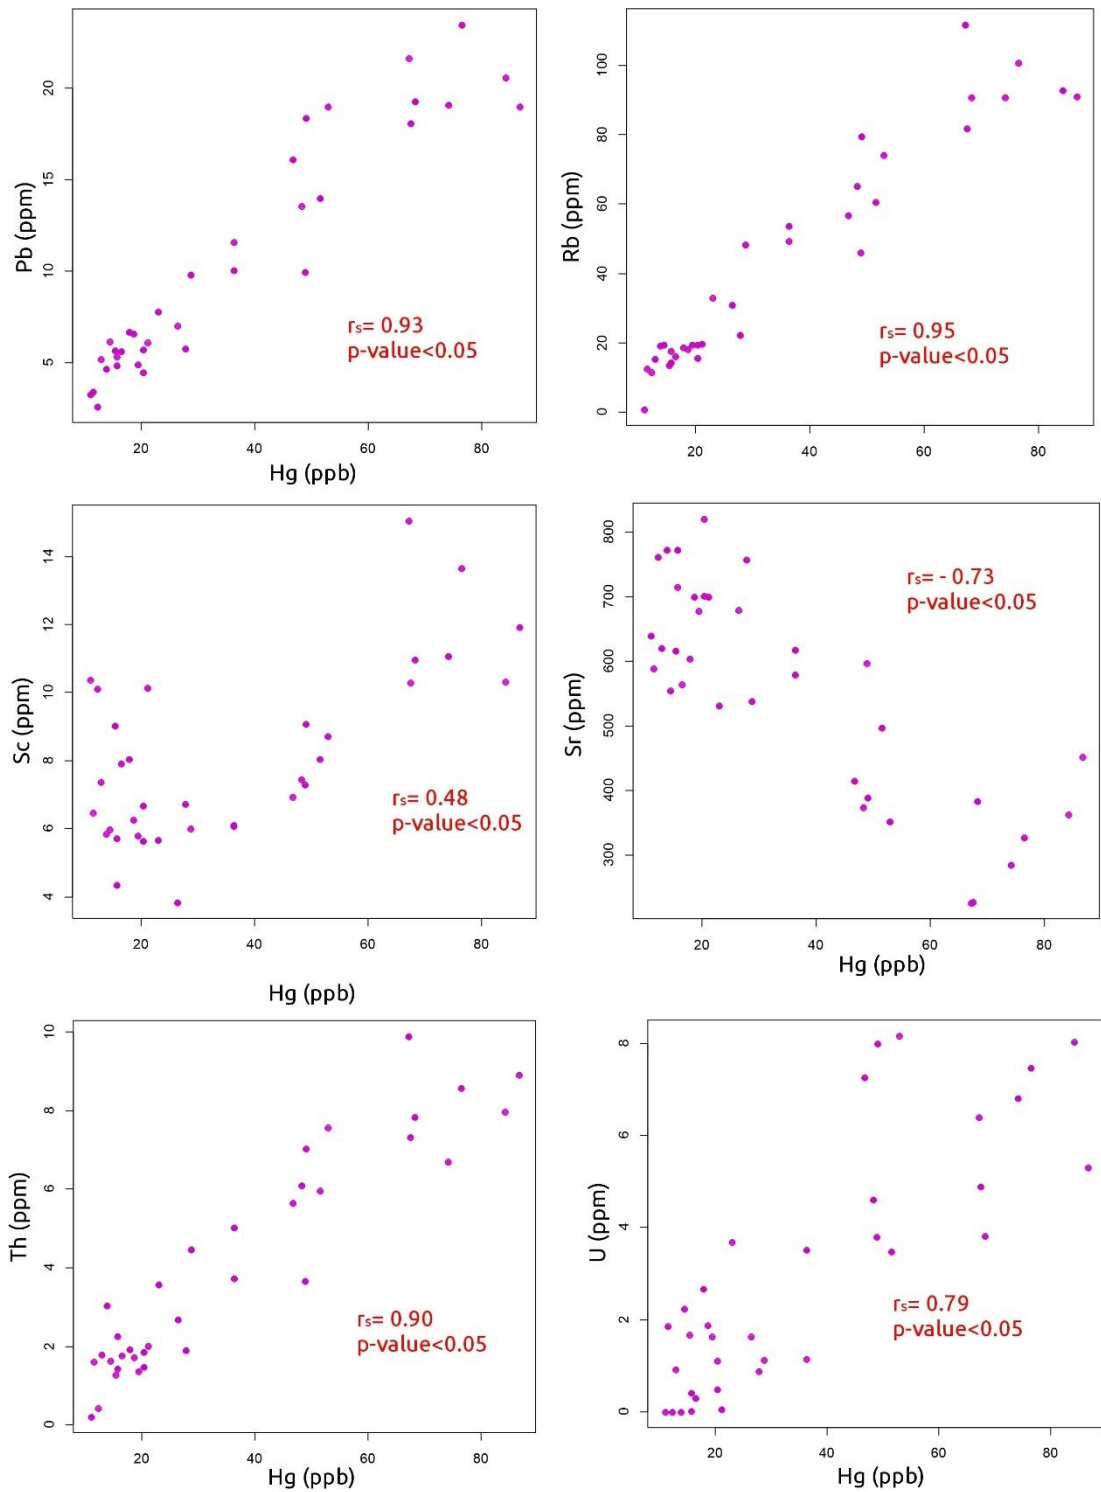 20
15
10
5
Pb (ppm)
rs= 0.93
p-value<0.05
20 40 60 80
Hg (ppb)
100
80
60
40
20
0
Rb (ppm)
rs= 0.95
p-value<0.05
20 40 60 80
Hg (ppb)
14
12
10
8
6
4
Sc (ppm)
rs= 0.48
p-value<0.05
20 40 60 80
Hg (ppb)
800
700
600
500
400
300
Sr (ppm)
rs= - 0.73
p-value<0.05
20 40 60 80
Hg (ppb)
10
8
6
4
2
0
Th (ppm)
rs= 0.90
p-value<0.05
20 40 60 80
Hg (ppb)
8
6
4
2
0
U (ppm)
rs= 0.79
p-value<0.05
20 40 60 80
Hg (ppb)